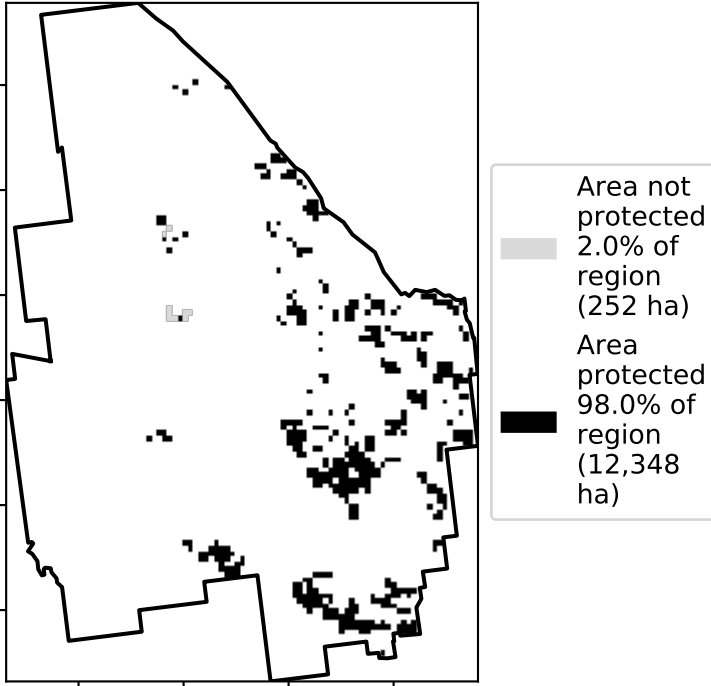 Area not
protected
2.0% of
region
(252 ha)
Area
protected
98.0% of
region
(12,348
ha)